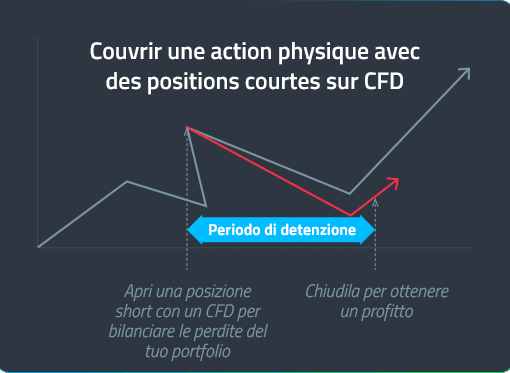 Couvrir une action physique avec
des positions courtes sur CFD
Periodo di detenzione
Apri una posizione
short con un CFD per
bilanciare le perdite del
tuo portfolio
Chiudila per ottenere
un profitto